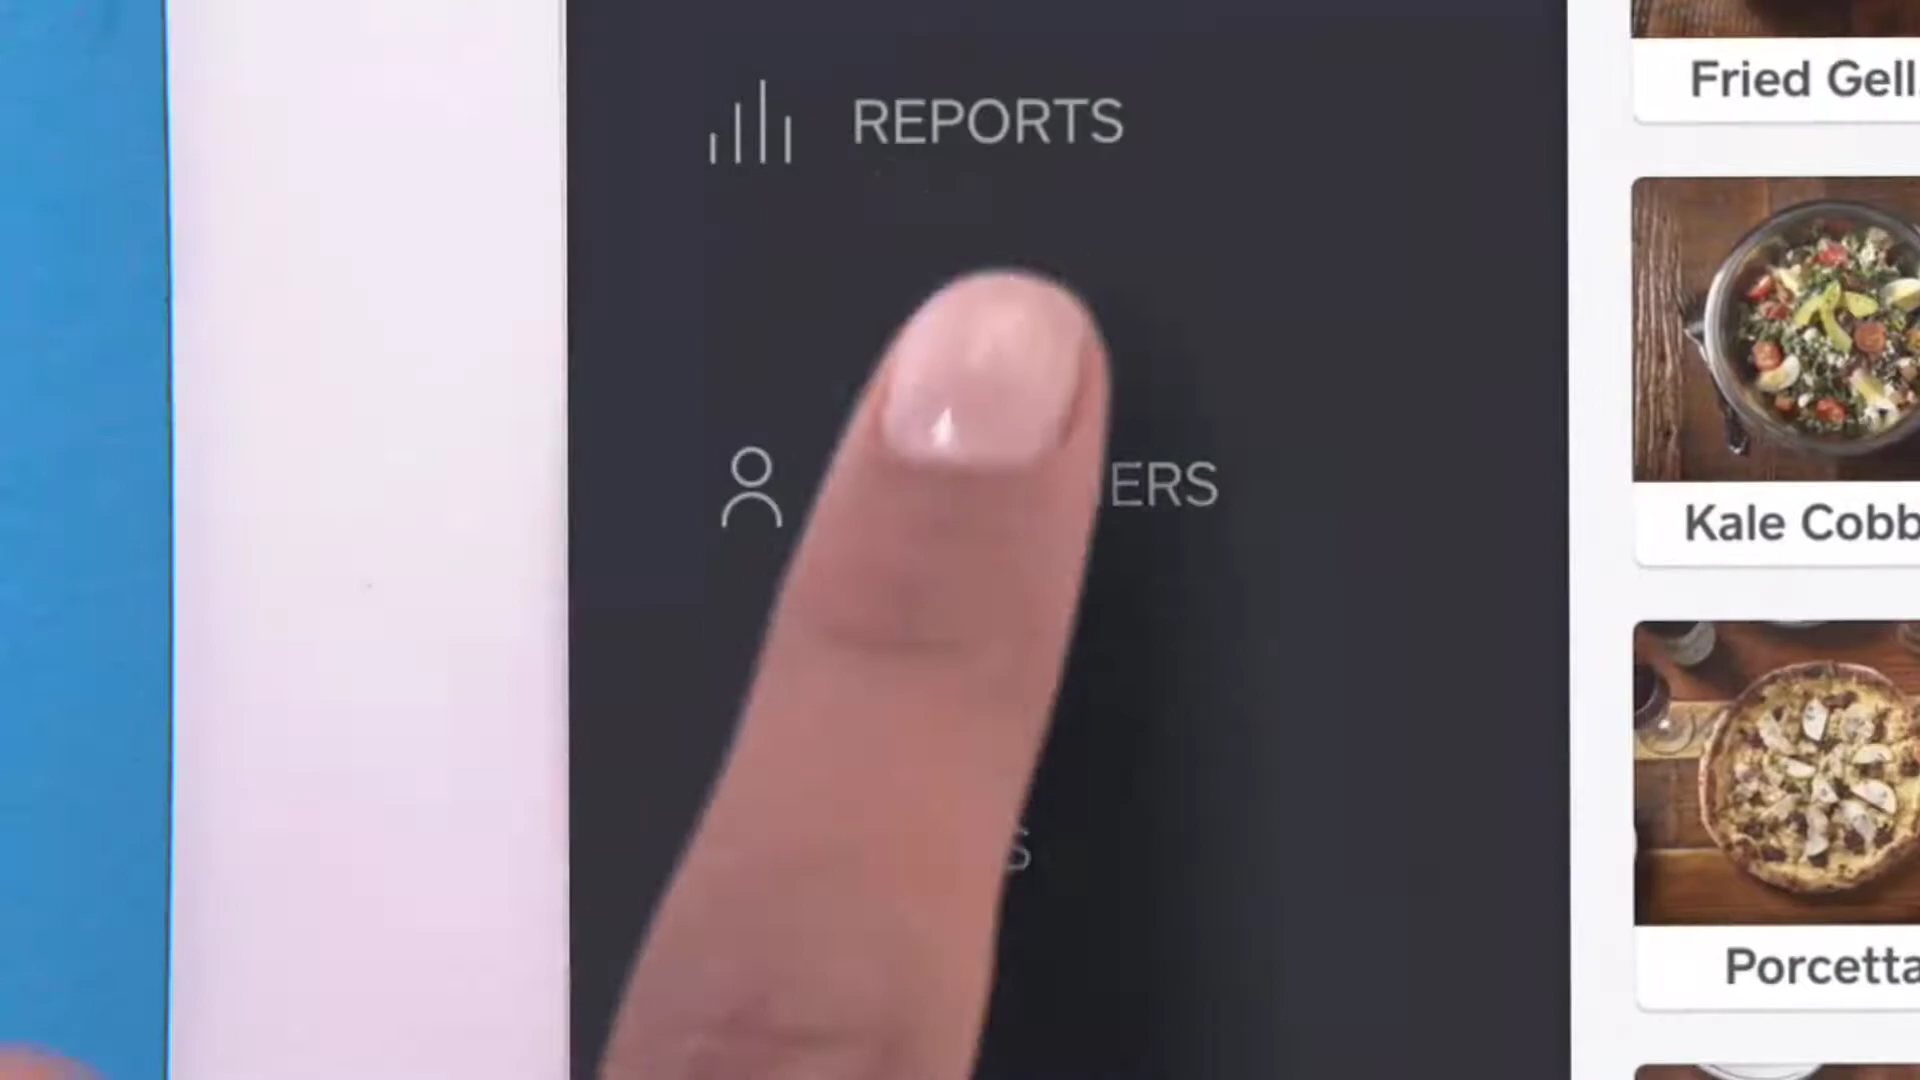 REPORTS
ERS
S
Fried Gell
Kale Cobb
Porcetta